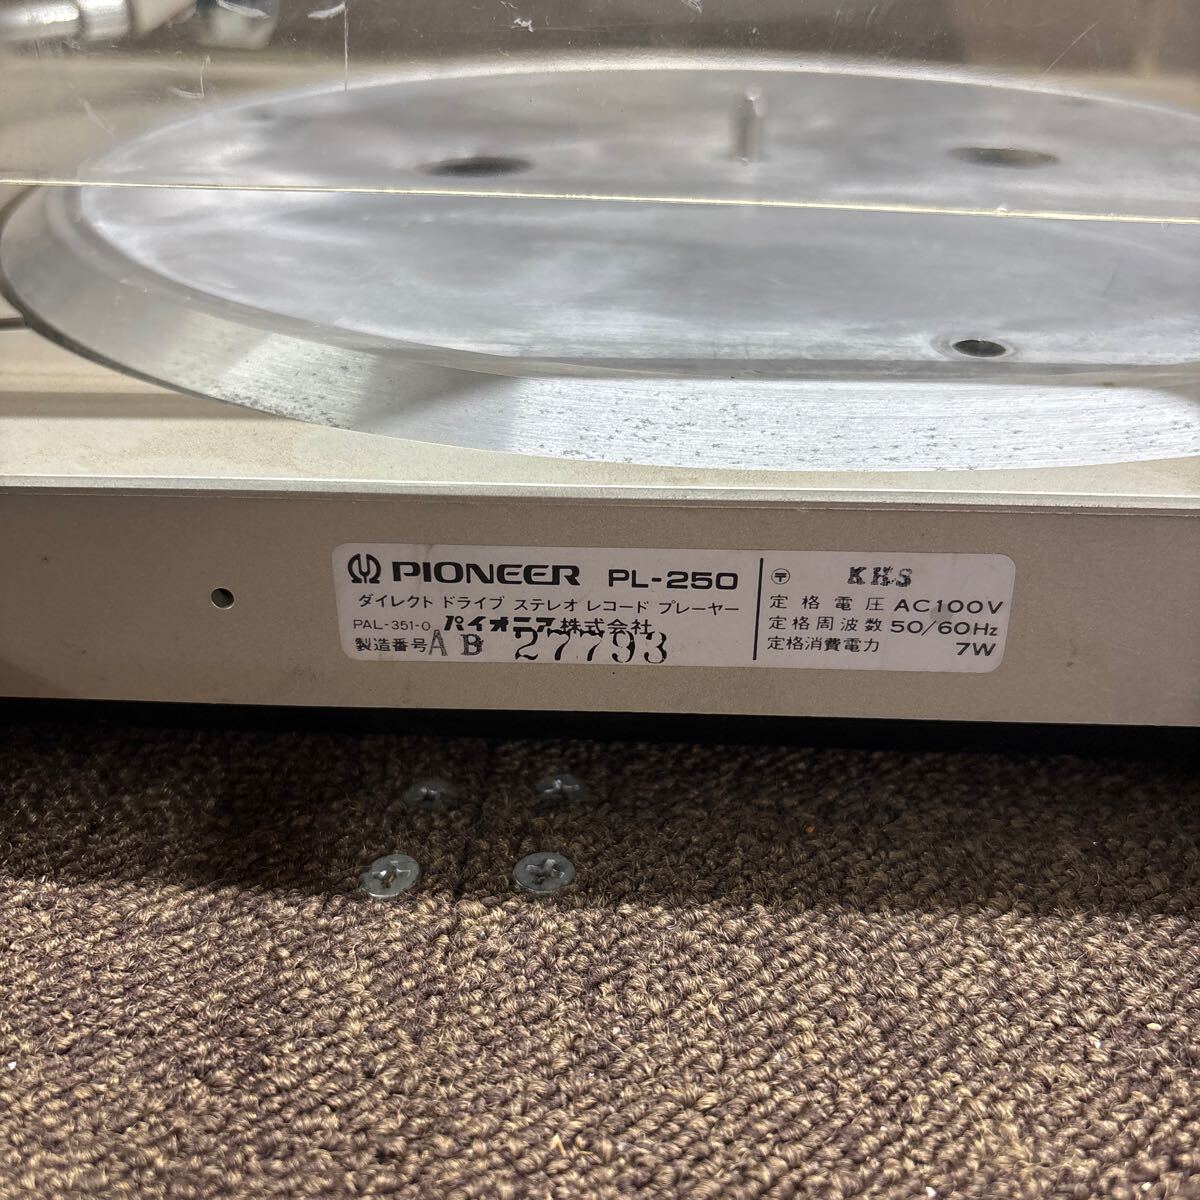 PIONEER PL-250
ダイレクト ドライブ ステレオ レコード プレーヤー
PAL-351-0 パイオニア株式会社
製造番号 AB 27793
〒 KHS
定格電圧 AC100V
定格周波数 50/60Hz
定格消費電力 7W